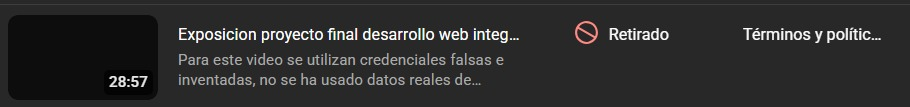 Exposicion proyecto final desarrollo web integ...
Retirado
Términos y polític...
Para este video se utilizan credenciales falsas e
inventadas, no se ha usado datos reales de...
28:57